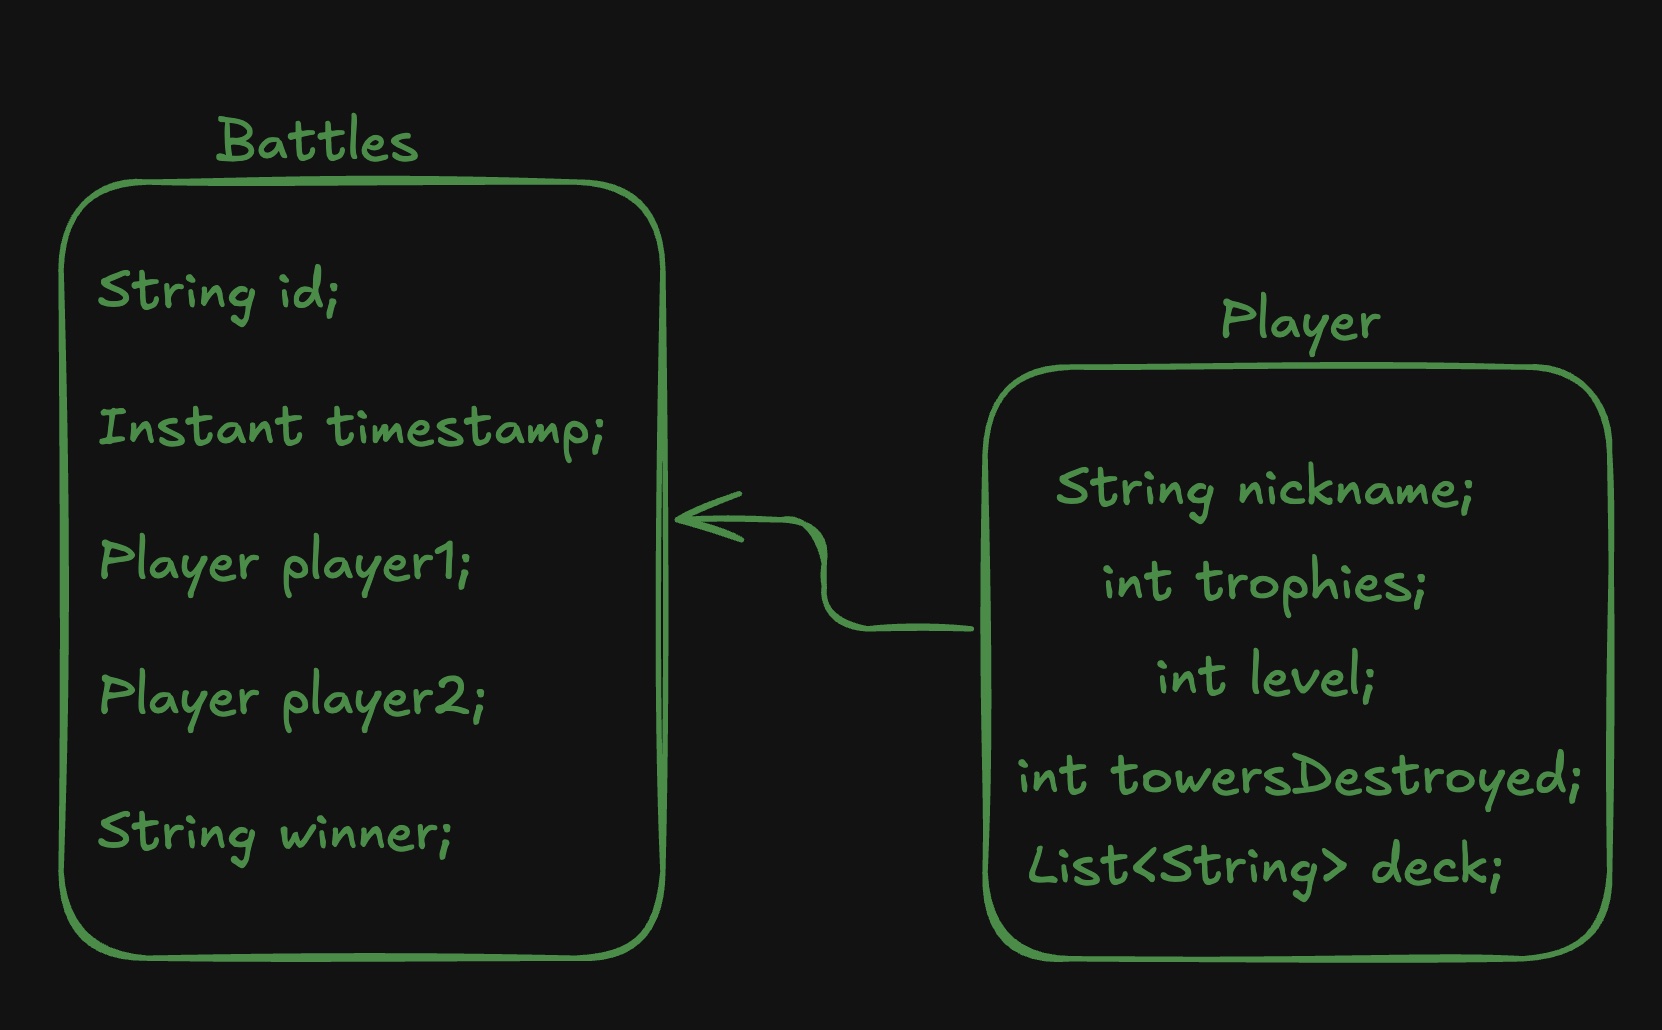 Battles
String id;
Instant timestamp;
Player player1;
Player player2;
String winner;
Player
String nickname;
int trophies;
int level;
int towersDestroyed;
List<String> deck;